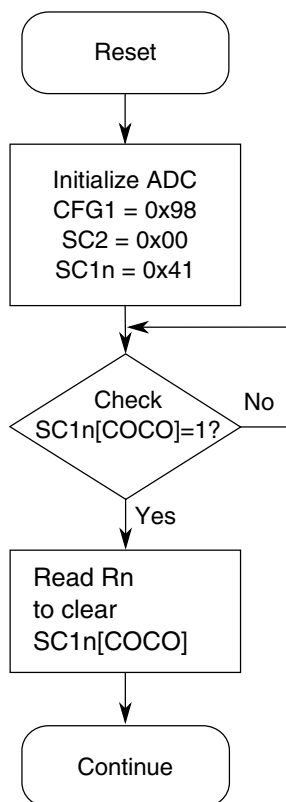 Reset
Initialize ADC
CFG1 = 0x98
SC2 = 0x00
SC1n = 0x41
Check
SC1n[COCO]=1?
No
Yes
Read Rn
to clear
SC1n[COCO]
Continue